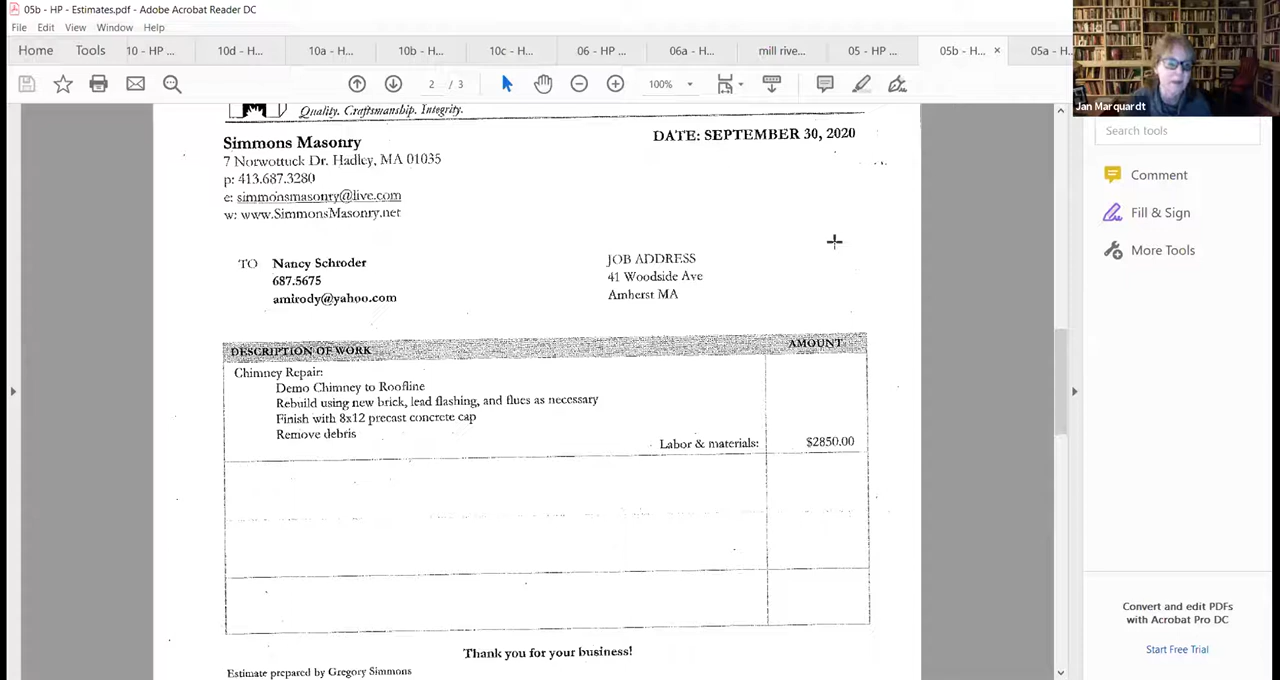 05b - HP - Estimates.pdf - Adobe Acrobat Reader DC
File Edit View Window Help
Home Tools 10 - HP ... 10d - H... 10a - H... 10b - H... 10c - H... 06 - HP ... 06a - H... mill rive... 05 - HP ... 05b - H... × 05a - H
2 / 3 100%
Jan Marquardt
Search tools
Comment
Fill & Sign
More Tools
Convert and edit PDFs
with Acrobat Pro DC
Start Free Trial
Quality. Craftsmanship. Integrity.
Simmons Masonry
DATE: SEPTEMBER 30, 2020
7 Norwottuck Dr. Hadley, MA 01035
p: 413.687.3280
e: simmonsmasonry@live.com
w: www.SimmonsMasonry.net
TO Nancy Schroder
687.5675
amirody@yahoo.com
JOB ADDRESS
41 Woodside Ave
Amherst MA
DESCRIPTION OF WORK AMOUNT
Chimney Repair:
Demo Chimney to Roofline
Rebuild using new brick, lead flashing, and flues as necessary
Finish with 8x12 precast concrete cap
Remove debris
Labor & materials: $2850.00
Thank you for your business!
Estimate prepared by Gregory Simmons